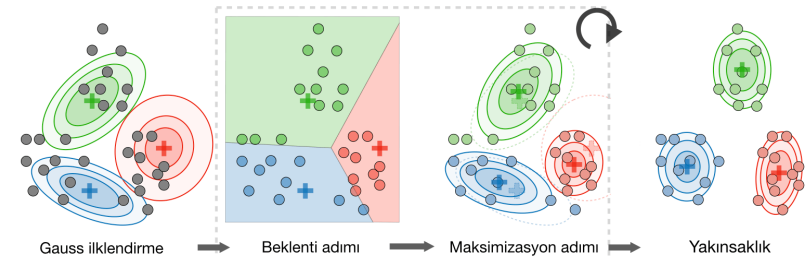 Gauss ilklendirme
Beklenti adımı
Maksimizasyon adımı
Yakınsaklık